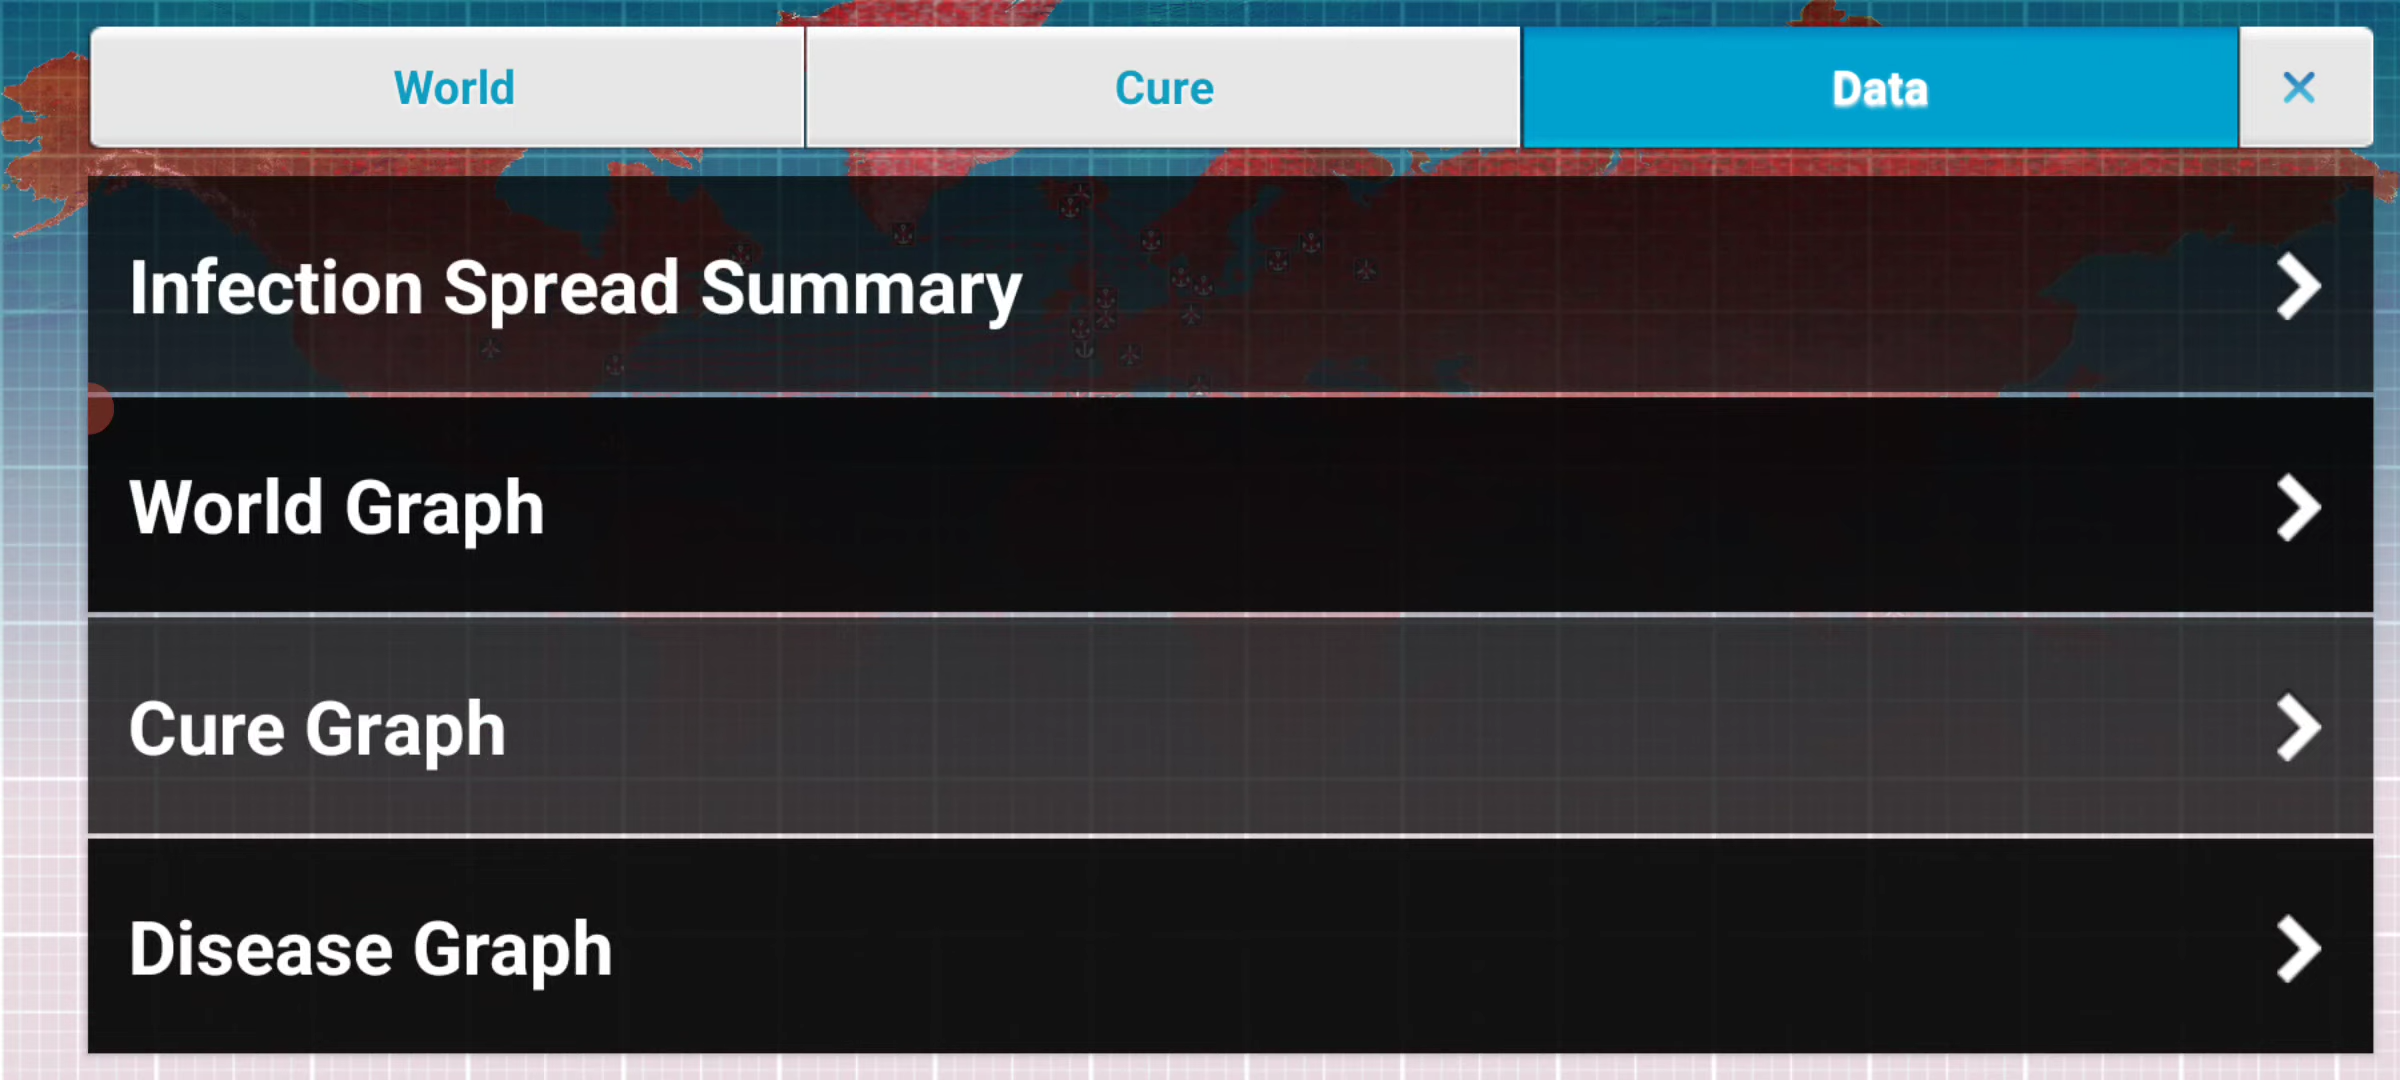 World
Cure
Data
Infection Spread Summary
World Graph
Cure Graph
Disease Graph